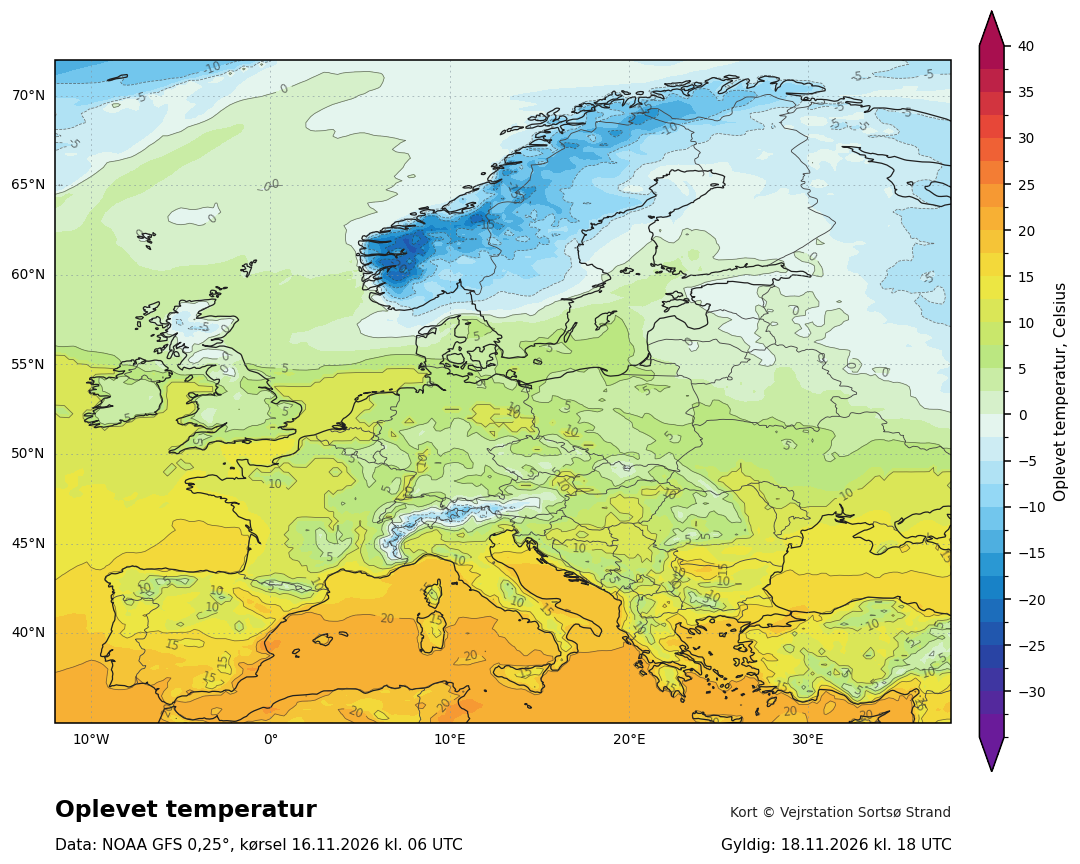 70°N
65°N
60°N
55°N
50°N
45°N
40°N
10°W
0°
10°E
20°E
30°E
40
35
30
25
20
15
10
5
0
−5
−10
−15
−20
−25
−30
Oplevet temperatur, Celsius
Oplevet temperatur
Kort © Vejrstation Sortsø Strand
Data: NOAA GFS 0,25°, kørsel 16.11.2026 kl. 06 UTC
Gyldig: 18.11.2026 kl. 18 UTC